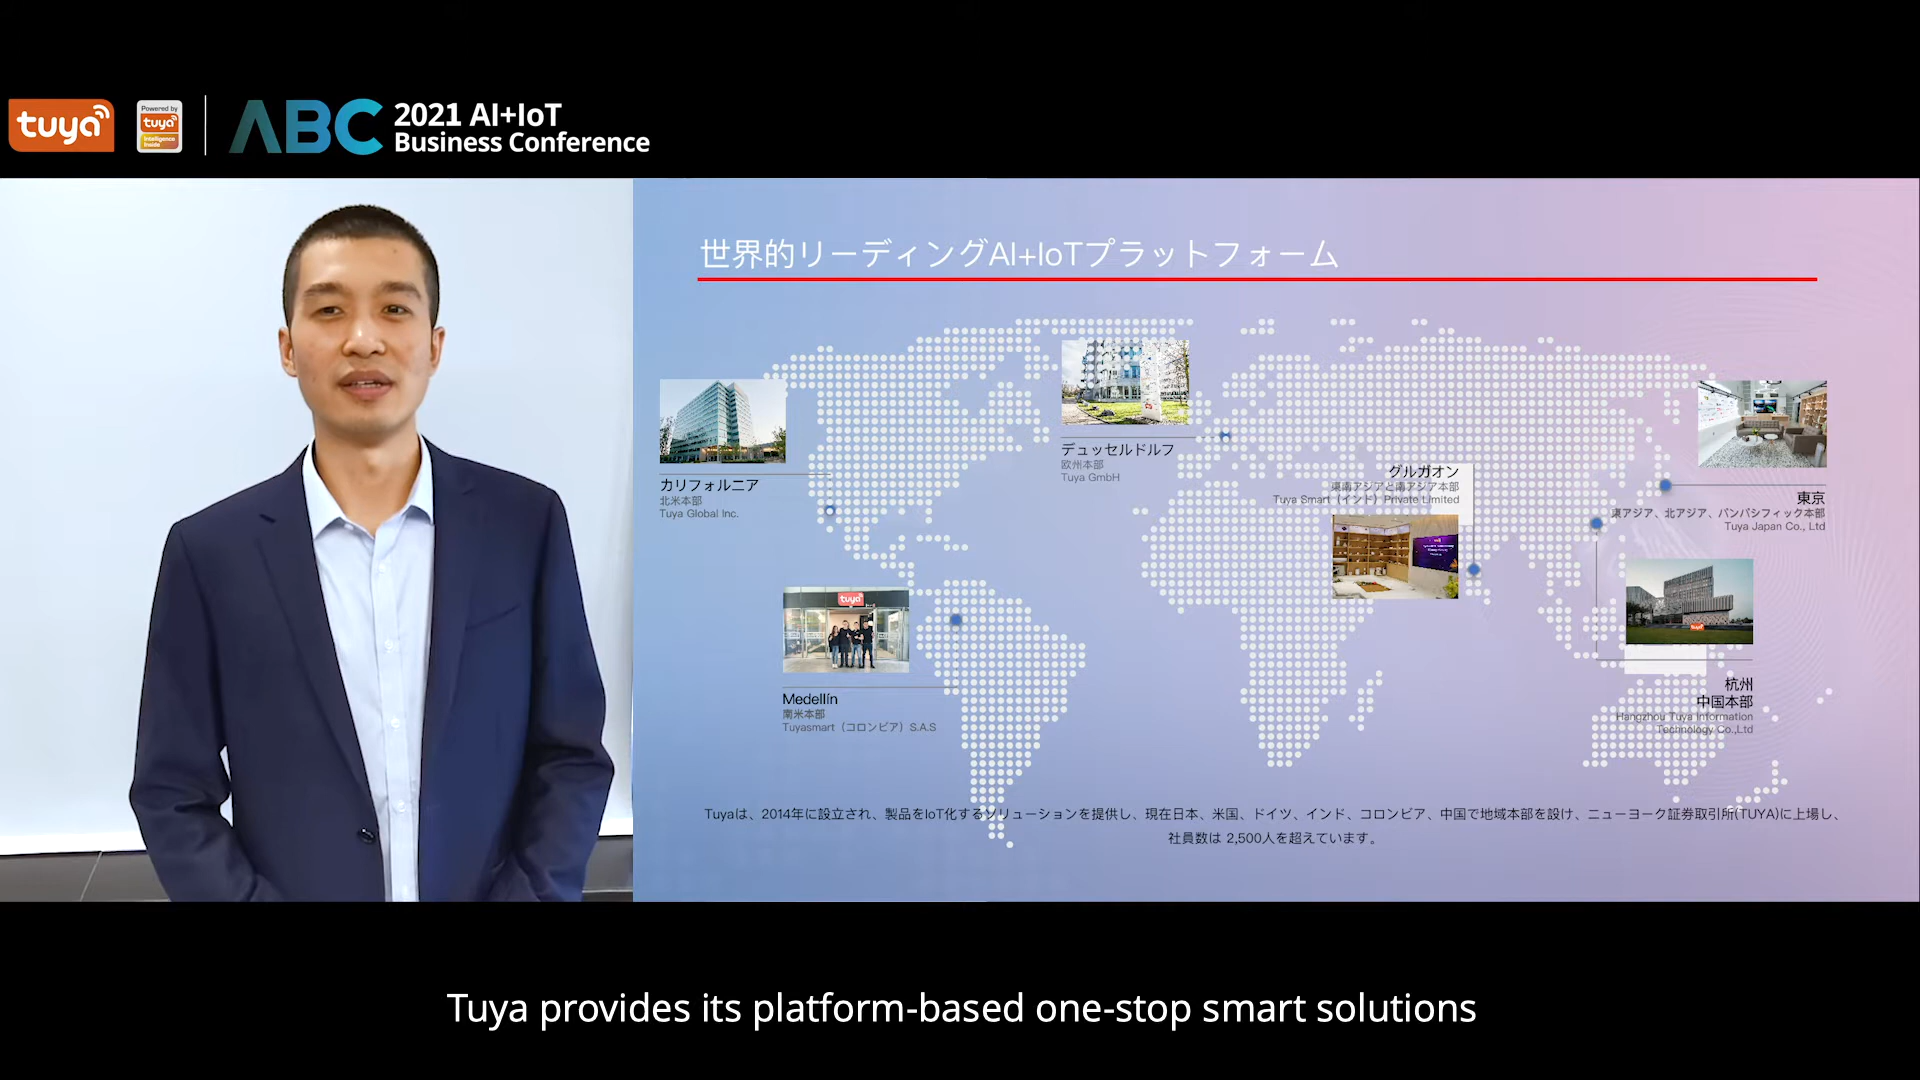 tuya
Powered by
tuya
Intelligence
Inside
ABC
2021 AI+IoT
Business Conference
世界的リーディングAI+IoTプラットフォーム
カリフォルニア
北米本部
Tuya Global Inc.
デュッセルドルフ
欧州本部
Tuya GmbH
グルガオン
東南アジアと南アジア本部
Tuya Smart（インド）Private Limited
東京
東アジア、北アジア、パンパシフィック本部
Tuya Japan Co., Ltd
tuya
Medellín
南米本部
Tuyasmart（コロンビア）S.A.S
tuya
杭州
中国本部
Hangzhou Tuya Information
Technology Co.,Ltd
Tuyaは、2014年に設立され、製品をIoT化するソリューションを提供し、現在日本、米国、ドイツ、インド、コロンビア、中国で地域本部を設け、ニューヨーク証券取引所(TUYA)に上場し、
社員数は 2,500人を超えています。
Tuya provides its platform-based one-stop smart solutions